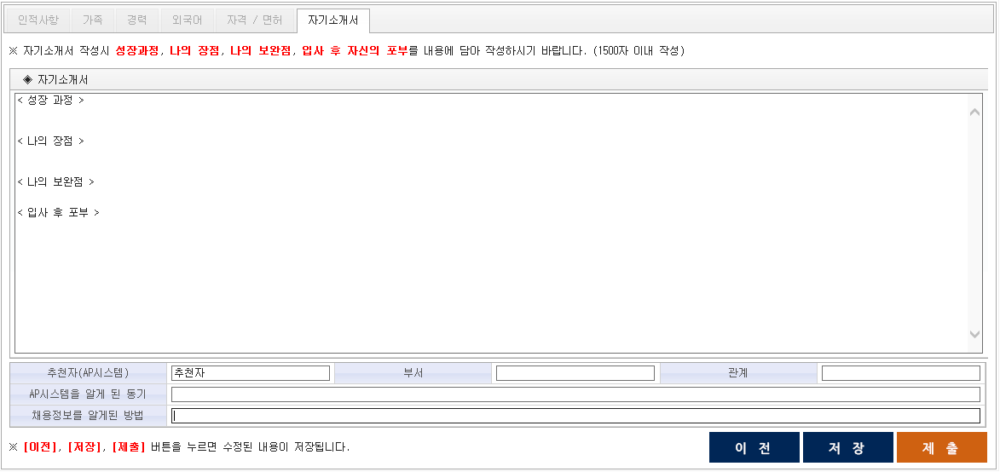 인적사항 가족 경력 외국어 자격 / 면허 자기소개서
※ 자기소개서 작성시 성장과정, 나의 장점, 나의 보완점, 입사 후 자신의 포부를 내용에 담아 작성하시기 바랍니다. (1500자 이내 작성)
◈ 자기소개서
< 성장 과정 >
< 나의 장점 >
< 나의 보완점 >
< 입사 후 포부 >
추천자(AP시스템) 추천자 부서 관계
AP시스템을 알게 된 동기
채용정보를 알게된 방법
※ [이전], [저장], [제출] 버튼을 누르면 수정된 내용이 저장됩니다.
이 전 저 장 제 출